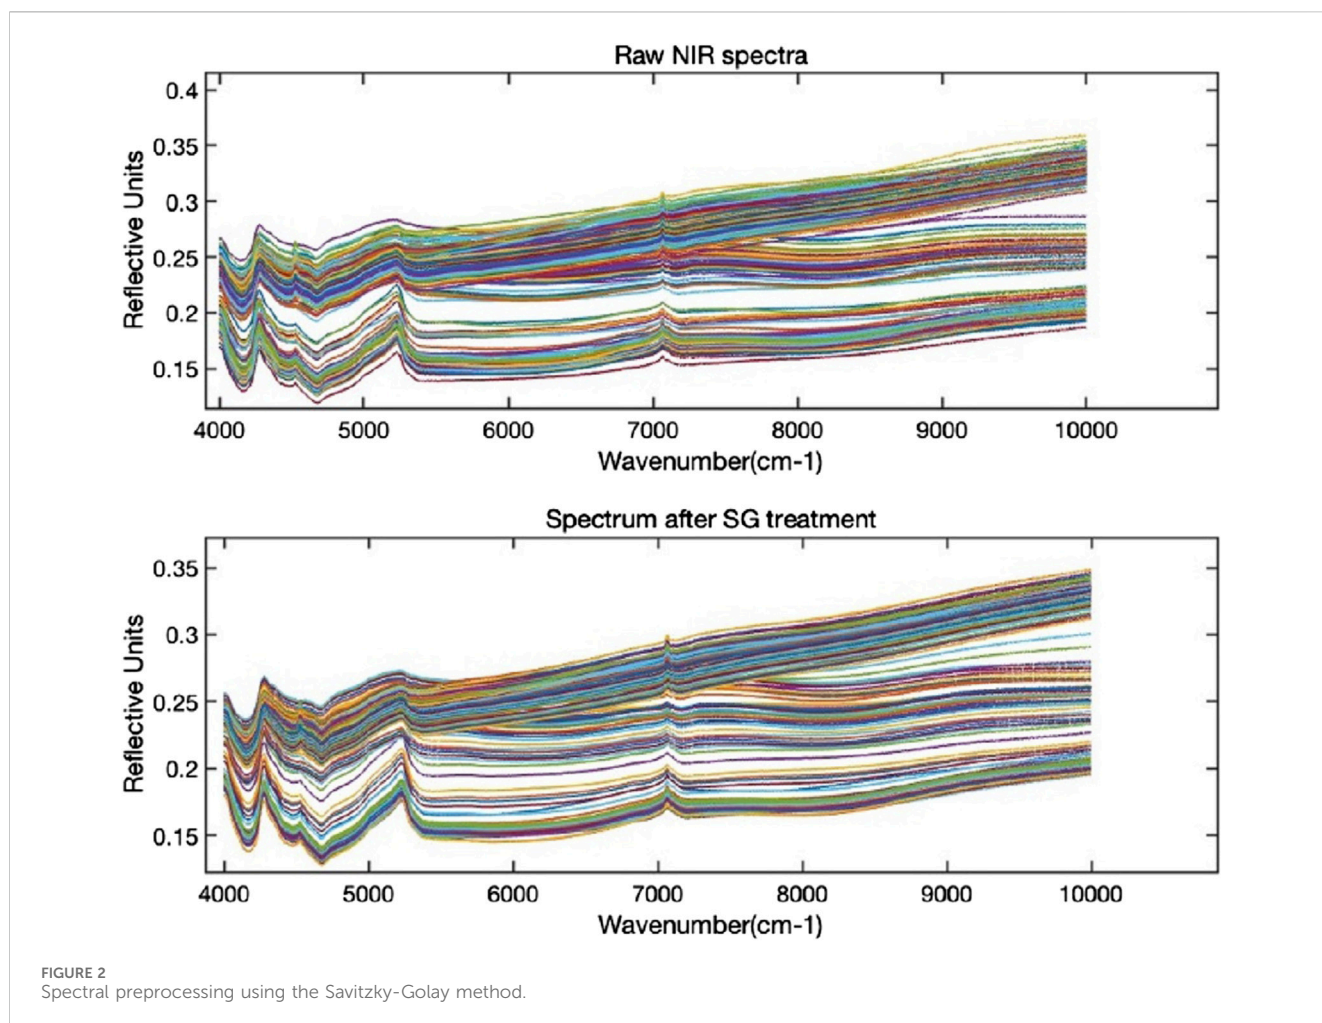 Raw NIR spectra
0.4
0.35
0.3
0.25
0.2
0.15
Reflective Units
4000 5000 6000 7000 8000 9000 10000
Wavenumber(cm-1)
Spectrum after SG treatment
0.35
0.3
0.25
0.2
0.15
Reflective Units
4000 5000 6000 7000 8000 9000 10000
Wavenumber(cm-1)
FIGURE 2
Spectral preprocessing using the Savitzky-Golay method.